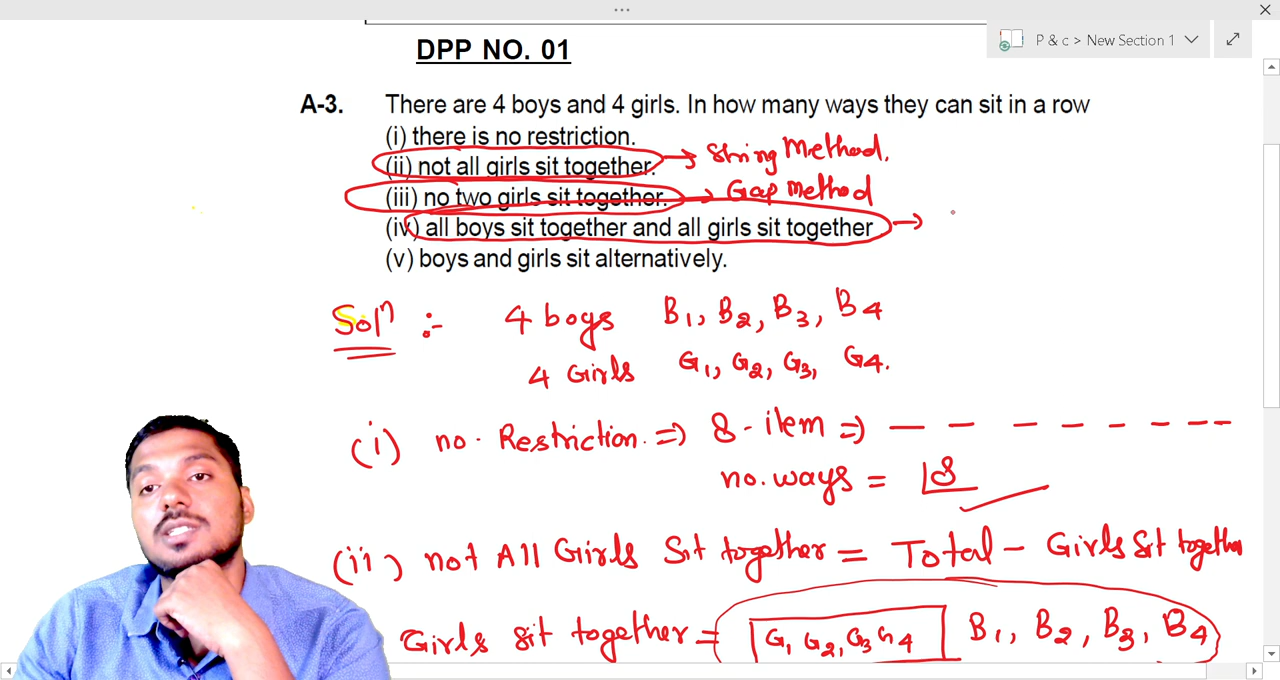 P & c > New Section 1
DPP NO. 01
A-3. There are 4 boys and 4 girls. In how many ways they can sit in a row
(i) there is no restriction.
(ii) not all girls sit together. → String Method.
(iii) no two girls sit together. → Gap Method
(iv) all boys sit together and all girls sit together →
(v) boys and girls sit alternatively.
Solⁿ :- 4 boys B1, B2, B3, B4
4 Girls G1, G2, G3, G4.
(i) no. Restriction. ⇒ 8-item ⇒ — — — — — — — —
no. ways = ⌊8
(ii) not All Girls Sit together = Total - Girls Sit together
Girls sit together = G1 G2, G3 G4 B1, B2, B3, B4